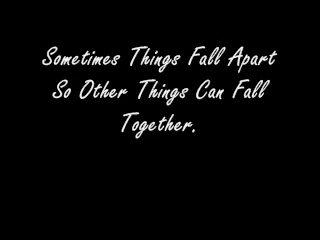 Sometimes Things Fall Apart
So Other Things Can Fall
Together.